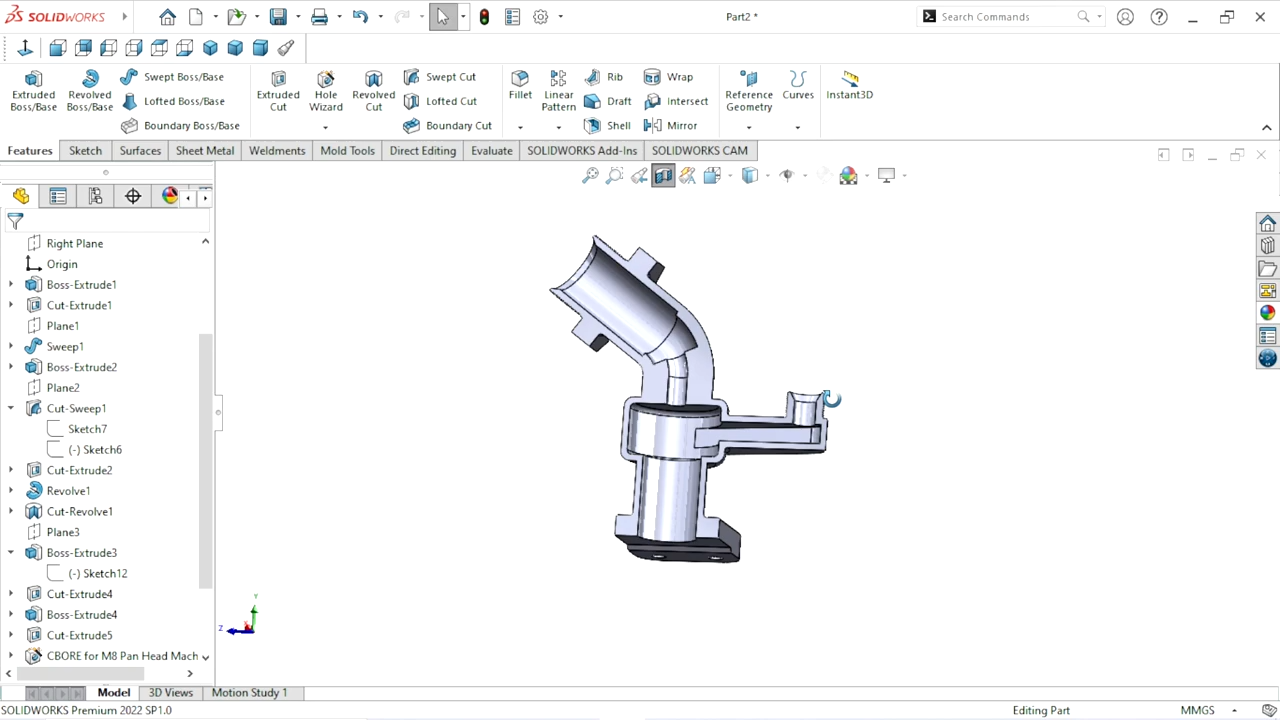 SOLIDWORKS
Part2 *
Search Commands
Extruded Boss/Base
Revolved Boss/Base
Swept Boss/Base
Lofted Boss/Base
Boundary Boss/Base
Extruded Cut
Hole Wizard
Revolved Cut
Swept Cut
Lofted Cut
Boundary Cut
Fillet
Linear Pattern
Rib
Draft
Shell
Wrap
Intersect
Mirror
Reference Geometry
Curves
Instant3D
Features
Sketch
Surfaces
Sheet Metal
Weldments
Mold Tools
Direct Editing
Evaluate
SOLIDWORKS Add-Ins
SOLIDWORKS CAM
Right Plane
Origin
Boss-Extrude1
Cut-Extrude1
Plane1
Sweep1
Boss-Extrude2
Plane2
Cut-Sweep1
Sketch7
(-) Sketch6
Cut-Extrude2
Revolve1
Cut-Revolve1
Plane3
Boss-Extrude3
(-) Sketch12
Cut-Extrude4
Boss-Extrude4
Cut-Extrude5
CBORE for M8 Pan Head Mach
Y
Z
X
Model
3D Views
Motion Study 1
SOLIDWORKS Premium 2022 SP1.0
Editing Part
MMGS